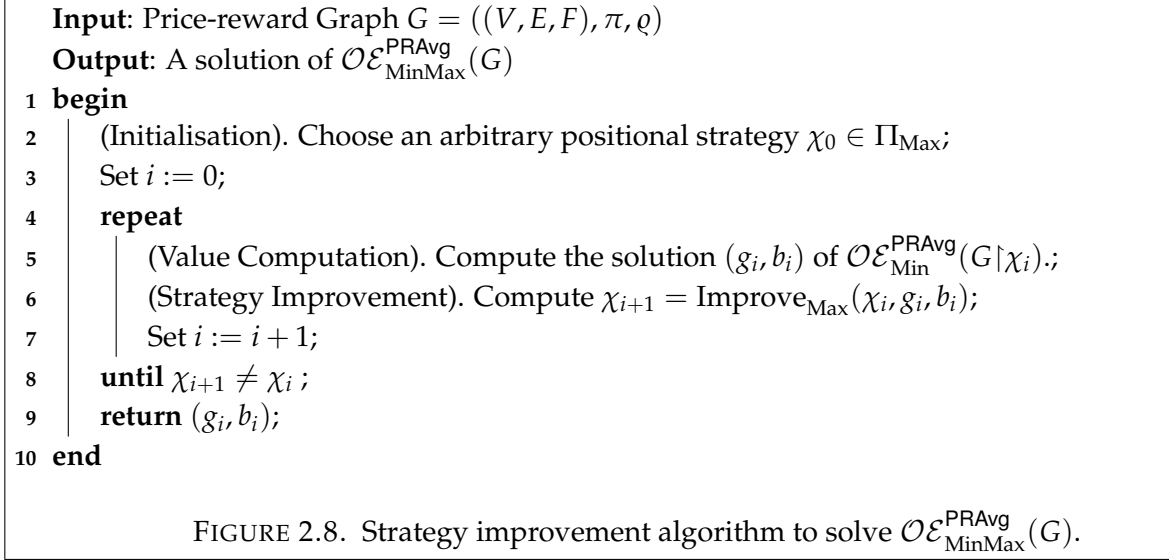 Input: Price-reward Graph G = ((V, E, F), π, ϱ)
Output: A solution of 𝒪ℰ^PRAvg_MinMax(G)
1 begin
2 (Initialisation). Choose an arbitrary positional strategy χ₀ ∈ Π_Max;
3 Set i := 0;
4 repeat
5 (Value Computation). Compute the solution (g_i, b_i) of 𝒪ℰ^PRAvg_Min(G↾χ_i).;
6 (Strategy Improvement). Compute χ_{i+1} = Improve_Max(χ_i, g_i, b_i);
7 Set i := i + 1;
8 until χ_{i+1} ≠ χ_i ;
9 return (g_i, b_i);
10 end
FIGURE 2.8. Strategy improvement algorithm to solve 𝒪ℰ^PRAvg_MinMax(G).